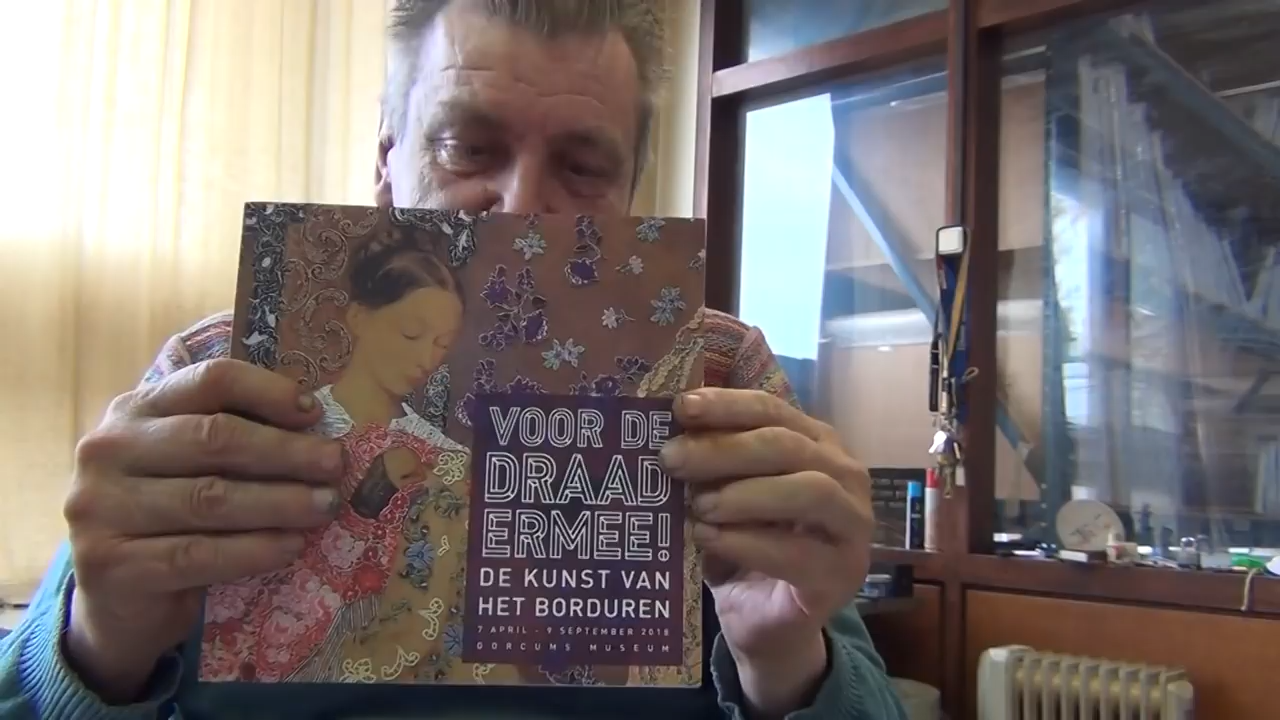 VOOR DE
DRAAD
ERMEE!
DE KUNST VAN
HET BORDUREN
7 APRIL - 9 SEPTEMBER 2018
GORCUMS MUSEUM